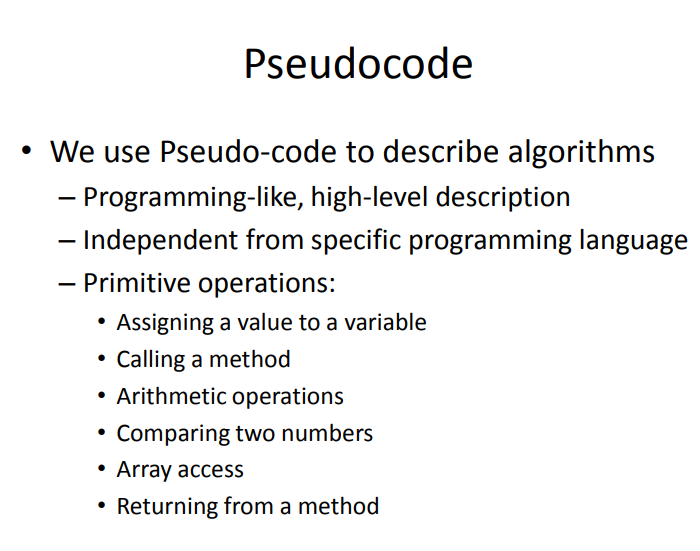 Pseudocode
• We use Pseudo-code to describe algorithms
– Programming-like, high-level description
– Independent from specific programming language
– Primitive operations:
• Assigning a value to a variable
• Calling a method
• Arithmetic operations
• Comparing two numbers
• Array access
• Returning from a method